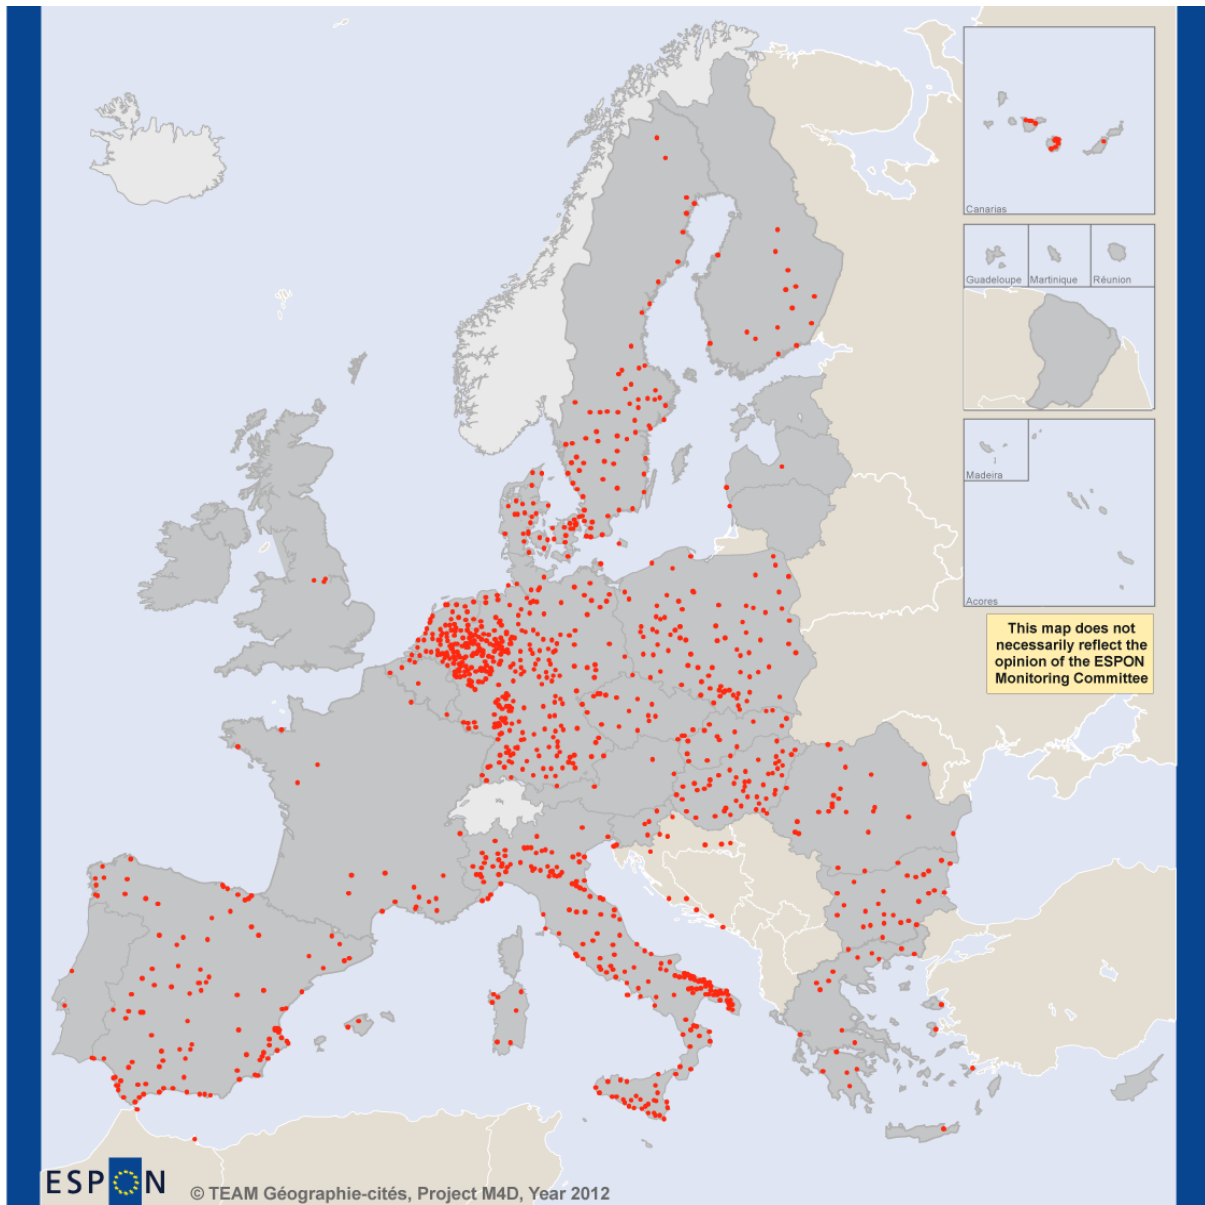 Canarias
Guadeloupe
Martinique
Réunion
Madeira
Acores
This map does not
necessarily reflect the
opinion of the ESPON
Monitoring Committee
ESPON
© TEAM Géographie-cités, Project M4D, Year 2012